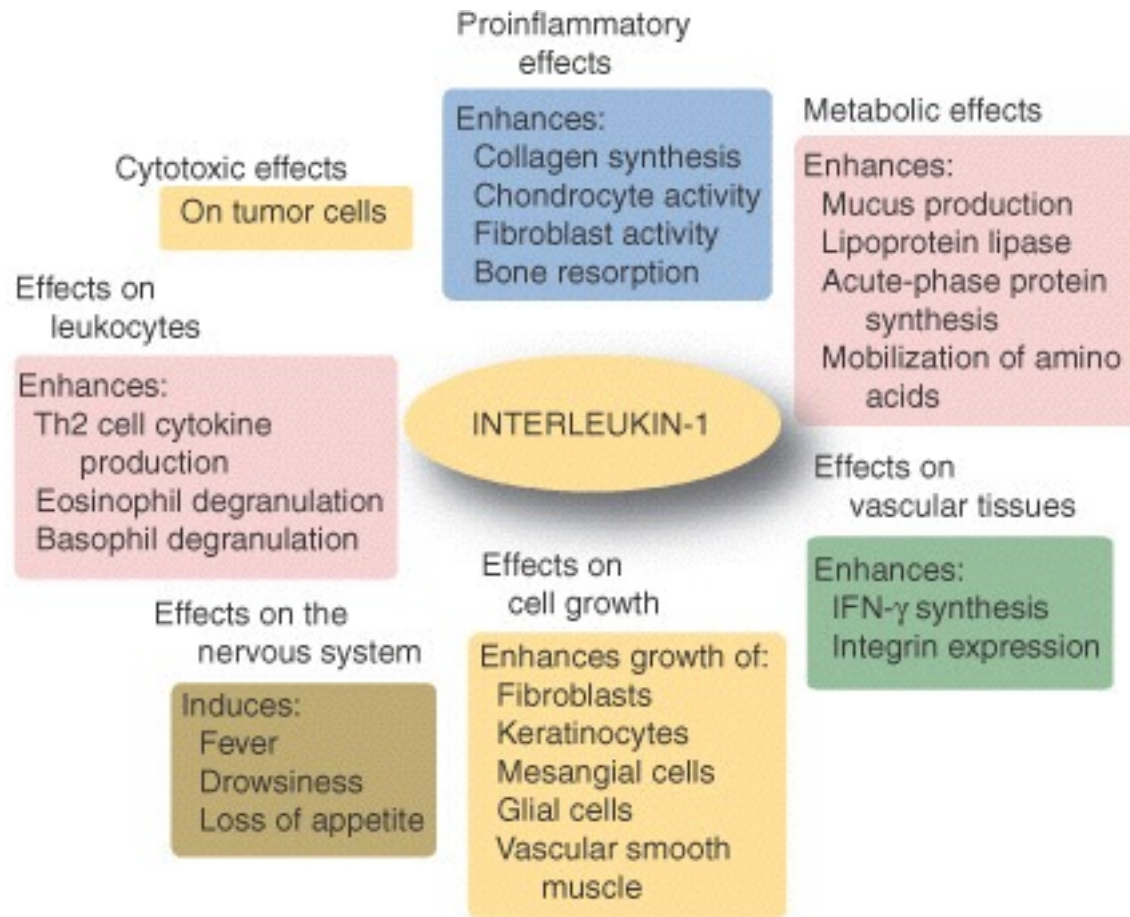 Proinflammatory
effects
Enhances:
Collagen synthesis
Chondrocyte activity
Fibroblast activity
Bone resorption
Metabolic effects
Enhances:
Mucus production
Lipoprotein lipase
Acute-phase protein
synthesis
Mobilization of amino
acids
Cytotoxic effects
On tumor cells
Effects on
leukocytes
Enhances:
Th2 cell cytokine
production
Eosinophil degranulation
Basophil degranulation
INTERLEUKIN-1
Effects on
vascular tissues
Enhances:
IFN-γ synthesis
Integrin expression
Effects on the
nervous system
Induces:
Fever
Drowsiness
Loss of appetite
Effects on
cell growth
Enhances growth of:
Fibroblasts
Keratinocytes
Mesangial cells
Glial cells
Vascular smooth
muscle